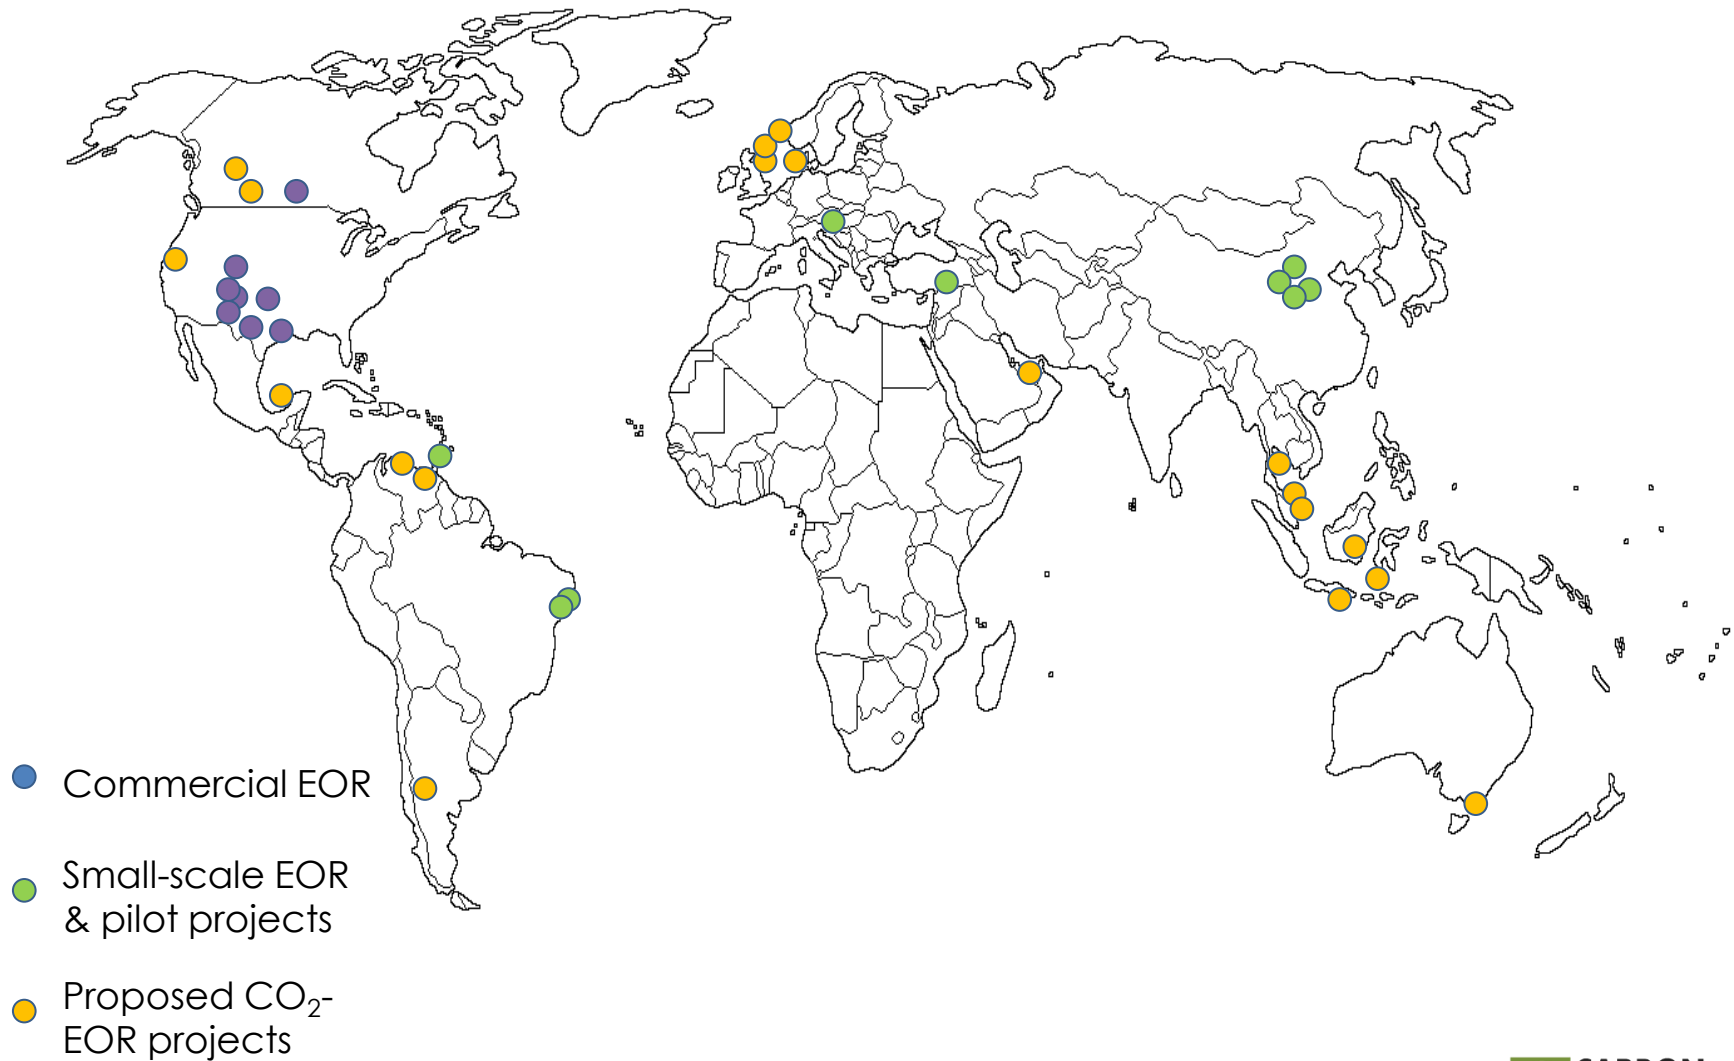 Commercial EOR
Small-scale EOR
& pilot projects
Proposed CO₂-
EOR projects